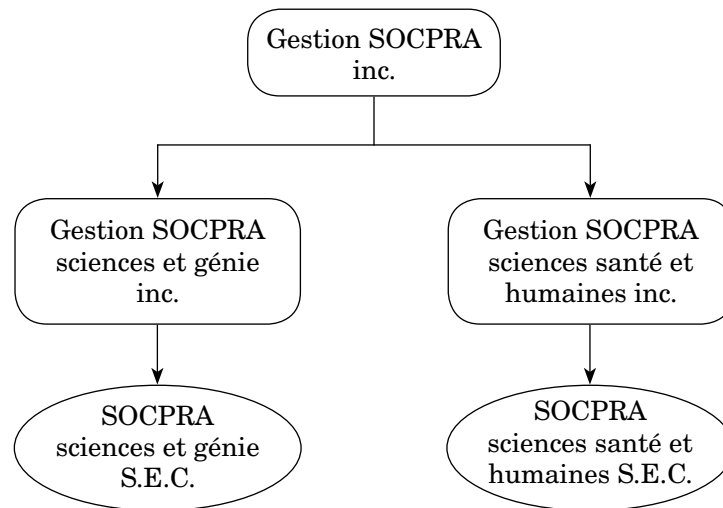 Gestion SOCPRA
inc.
Gestion SOCPRA
sciences et génie
inc.
Gestion SOCPRA
sciences santé et
humaines inc.
SOCPRA
sciences et génie
S.E.C.
SOCPRA
sciences santé et
humaines S.E.C.